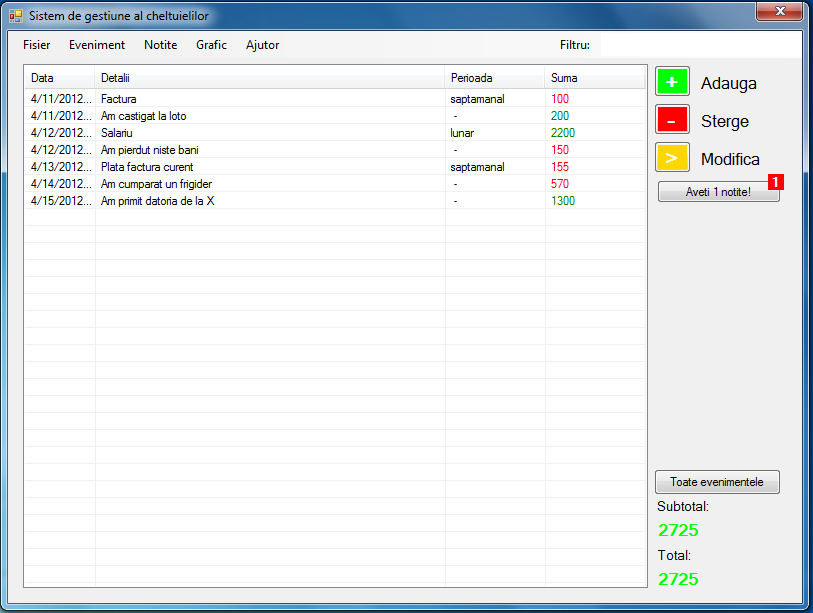 Sistem de gestiune al cheltuielilor
Fisier Eveniment Notite Grafic Ajutor Filtru:
Data Detalii Perioada Suma
4/11/2012... Factura saptamanal 100
4/11/2012... Am castigat la loto - 200
4/12/2012... Salariu lunar 2200
4/12/2012... Am pierdut niste bani - 150
4/13/2012... Plata factura curent saptamanal 155
4/14/2012... Am cumparat un frigider - 570
4/15/2012... Am primit datoria de la X - 1300
+ Adauga
- Sterge
> Modifica
Aveti 1 notite! 1
Toate evenimentele
Subtotal:
2725
Total:
2725